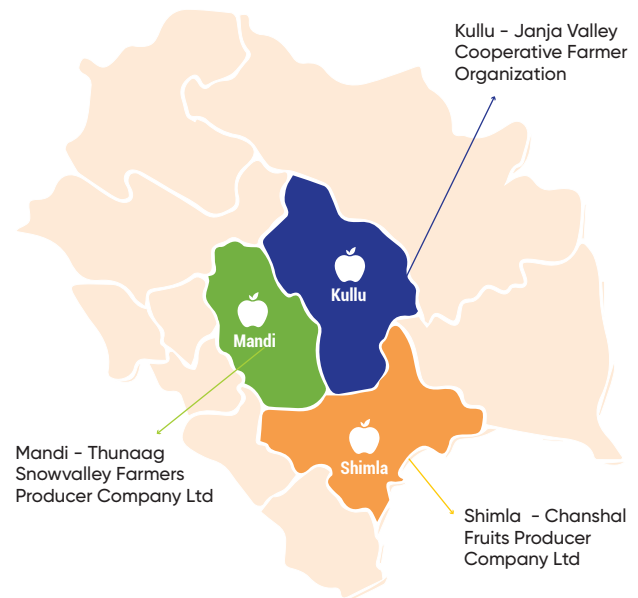 Kullu - Janja Valley
Cooperative Farmer
Organization
Kullu
Mandi
Shimla
Mandi - Thunaag
Snowvalley Farmers
Producer Company Ltd
Shimla - Chanshal
Fruits Producer
Company Ltd